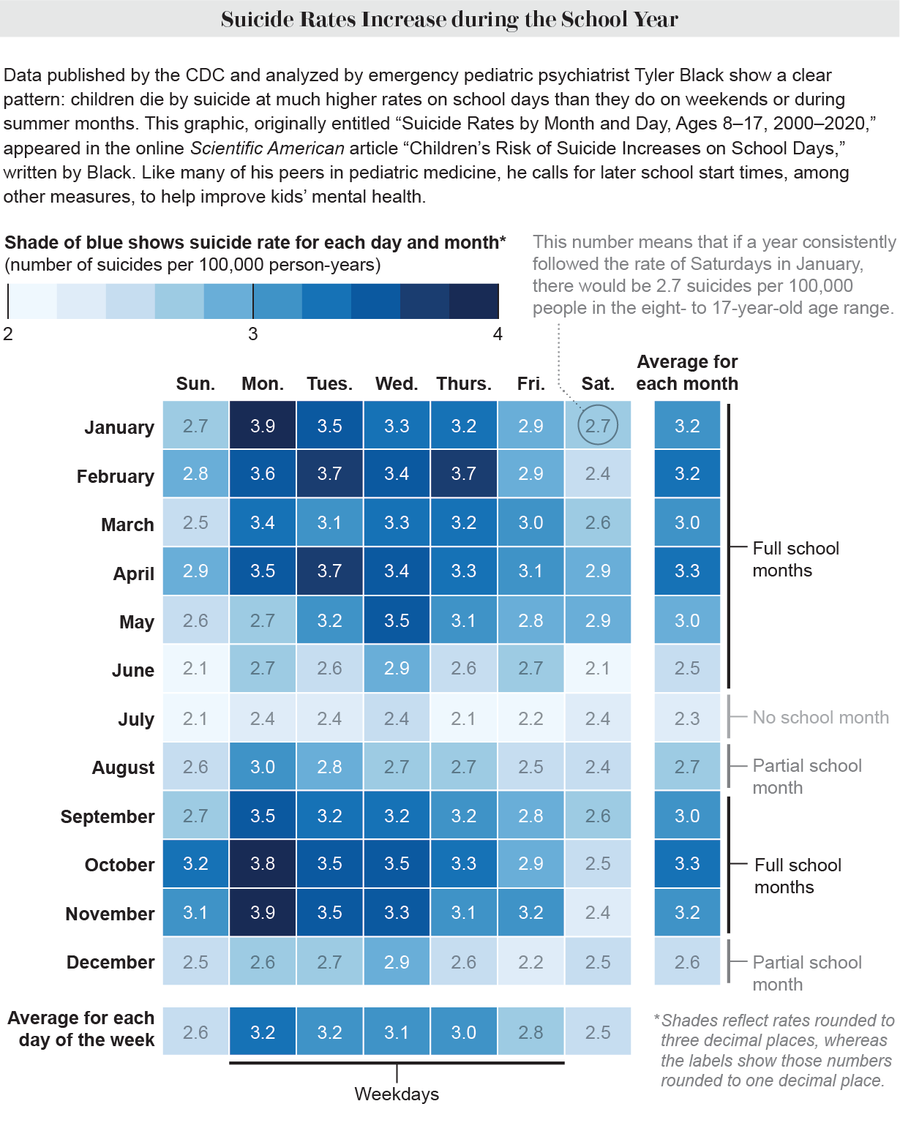 Suicide Rates Increase during the School Year
Data published by the CDC and analyzed by emergency pediatric psychiatrist Tyler Black show a clear
pattern: children die by suicide at much higher rates on school days than they do on weekends or during
summer months. This graphic, originally entitled “Suicide Rates by Month and Day, Ages 8–17, 2000–2020,”
appeared in the online Scientific American article “Children’s Risk of Suicide Increases on School Days,”
written by Black. Like many of his peers in pediatric medicine, he calls for later school start times, among
other measures, to help improve kids’ mental health.
Shade of blue shows suicide rate for each day and month*
(number of suicides per 100,000 person-years)
2 3 4
This number means that if a year consistently
followed the rate of Saturdays in January,
there would be 2.7 suicides per 100,000
people in the eight- to 17-year-old age range.
Sun. Mon. Tues. Wed. Thurs. Fri. Sat.
Average for
each month
January 2.7 3.9 3.5 3.3 3.2 2.9 2.7 3.2
February 2.8 3.6 3.7 3.4 3.7 2.9 2.4 3.2
March 2.5 3.4 3.1 3.3 3.2 3.0 2.6 3.0
April 2.9 3.5 3.7 3.4 3.3 3.1 2.9 3.3
May 2.6 2.7 3.2 3.5 3.1 2.8 2.9 3.0
June 2.1 2.7 2.6 2.9 2.6 2.7 2.1 2.5
Full school
months
July 2.1 2.4 2.4 2.4 2.1 2.2 2.4 2.3
No school month
August 2.6 3.0 2.8 2.7 2.7 2.5 2.4 2.7
Partial school
month
September 2.7 3.5 3.2 3.2 3.2 2.8 2.6 3.0
October 3.2 3.8 3.5 3.5 3.3 2.9 2.5 3.3
November 3.1 3.9 3.5 3.3 3.1 3.2 2.4 3.2
Full school
months
December 2.5 2.6 2.7 2.9 2.6 2.2 2.5 2.6
Partial school
month
Average for each
day of the week
2.6 3.2 3.2 3.1 3.0 2.8 2.5
Weekdays
*Shades reflect rates rounded to
three decimal places, whereas
the labels show those numbers
rounded to one decimal place.